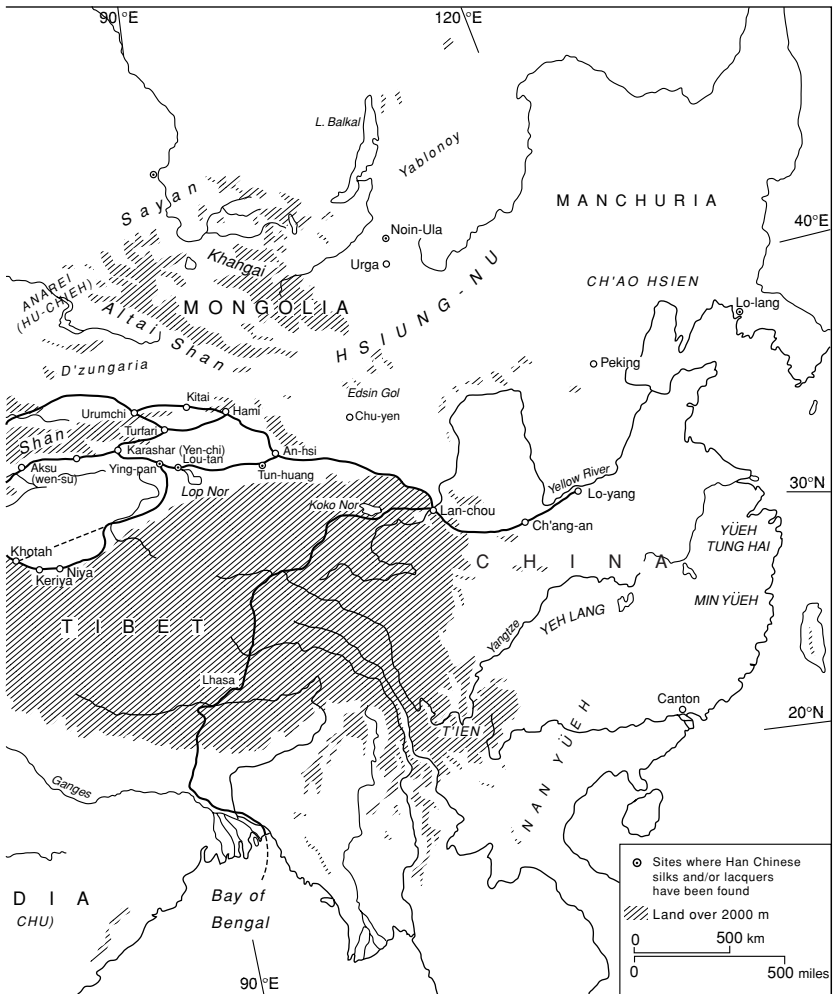 90 °E
120 °E
L. Balkal
Yablonoy
Sayan
MANCHURIA
40°E
Noin-Ula
Khangai
Urga
ANAREI
(HU-CHIEH)
CH'AO HSIEN
MONGOLIA
HSIUNG-NU
Lo-lang
Altai Shan
D'zungaria
Peking
Edsin Gol
Kitai
Urumchi
Hami
Chu-yen
Turfari
Shan
Karashar (Yen-chi)
An-hsi
Lou-tan
Aksu
(wen-su)
Ying-pan
Tun-huang
Yellow River
30°N
Lop Nor
Lo-yang
Koko Nor
Lan-chou
Ch'ang-an
YÜEH
TUNG HAI
Khotah
CHINA
Niya
Keriya
MIN YÜEH
YEH LANG
TIBET
Yangtze
Lhasa
Canton
20°N
T'IEN
NAN YÜEH
Ganges
Sites where Han Chinese
silks and/or lacquers
have been found
DIA
CHU)
Bay of
Bengal
Land over 2000 m
0
500 km
0
500 miles
90 °E